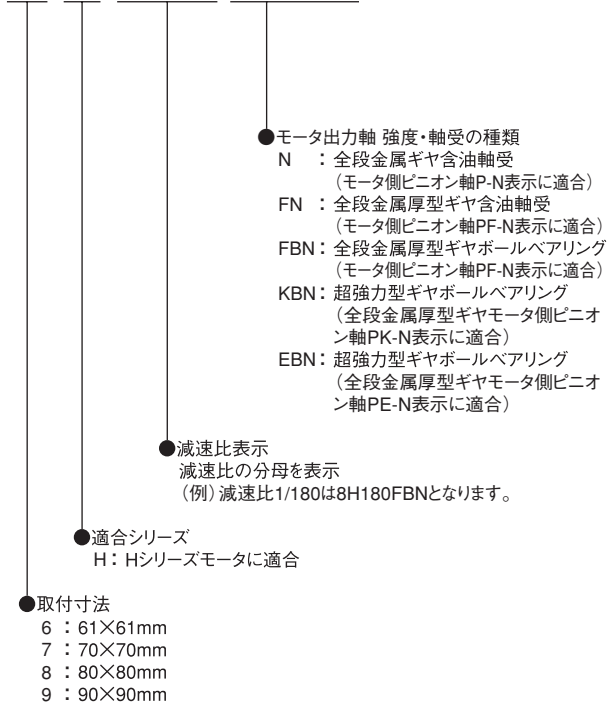 ●モータ出力軸 強度・軸受の種類
N ：全段金属ギヤ含油軸受
（モータ側ピニオン軸P-N表示に適合）
FN ：全段金属厚型ギヤ含油軸受
（モータ側ピニオン軸PF-N表示に適合）
FBN：全段金属厚型ギヤボールベアリング
（モータ側ピニオン軸PF-N表示に適合）
KBN：超強力型ギヤボールベアリング
（全段金属厚型ギヤモータ側ピニオ
ン軸PK-N表示に適合）
EBN：超強力型ギヤボールベアリング
（全段金属厚型ギヤモータ側ピニオ
ン軸PE-N表示に適合）
●減速比表示
減速比の分母を表示
（例）減速比1/180は8H180FBNとなります。
●適合シリーズ
H：Hシリーズモータに適合
●取付寸法
6 ：61×61mm
7 ：70×70mm
8 ：80×80mm
9 ：90×90mm